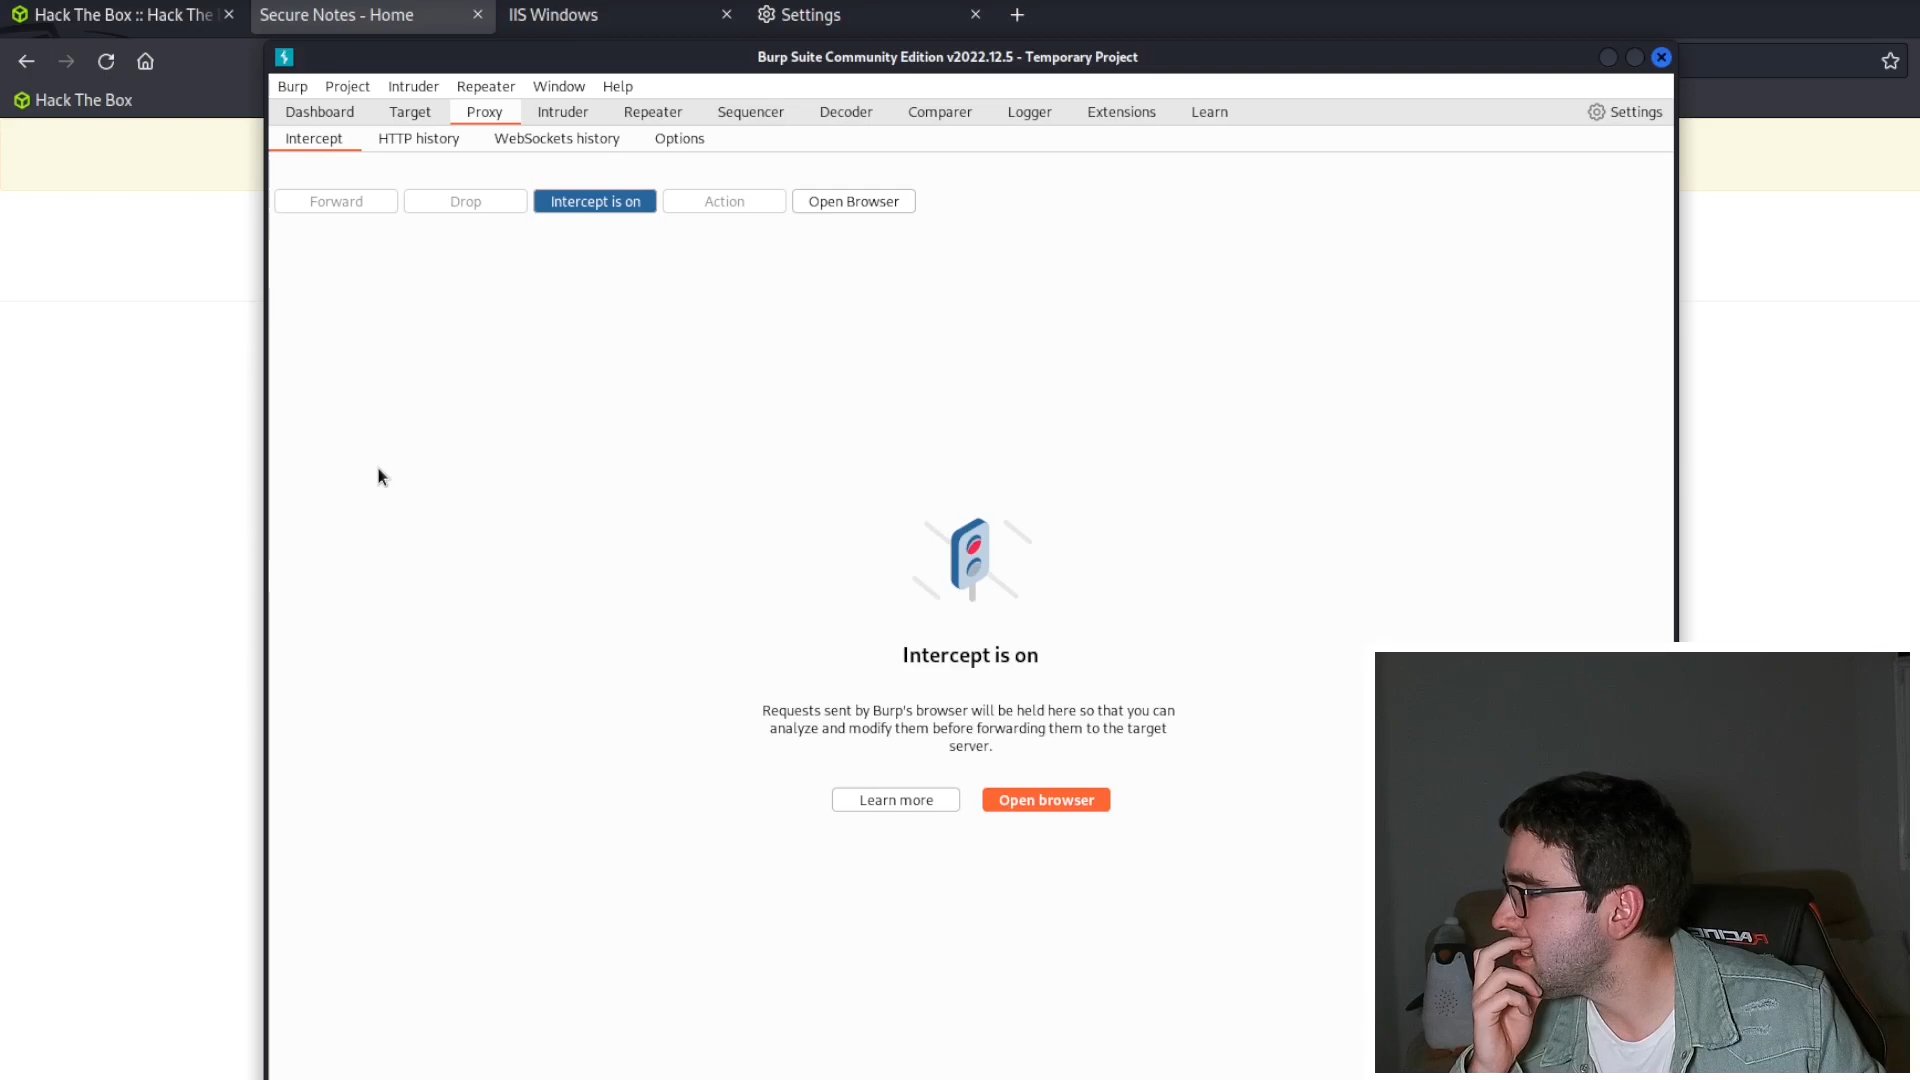 Hack The Box :: Hack The
Secure Notes - Home
IIS Windows
Settings
Hack The Box
Burp Suite Community Edition v2022.12.5 - Temporary Project
Burp Project Intruder Repeater Window Help
Dashboard Target Proxy Intruder Repeater Sequencer Decoder Comparer Logger Extensions Learn Settings
Intercept HTTP history WebSockets history Options
Forward Drop Intercept is on Action Open Browser
Intercept is on
Requests sent by Burp's browser will be held here so that you can
analyze and modify them before forwarding them to the target
server.
Learn more Open browser
RACING